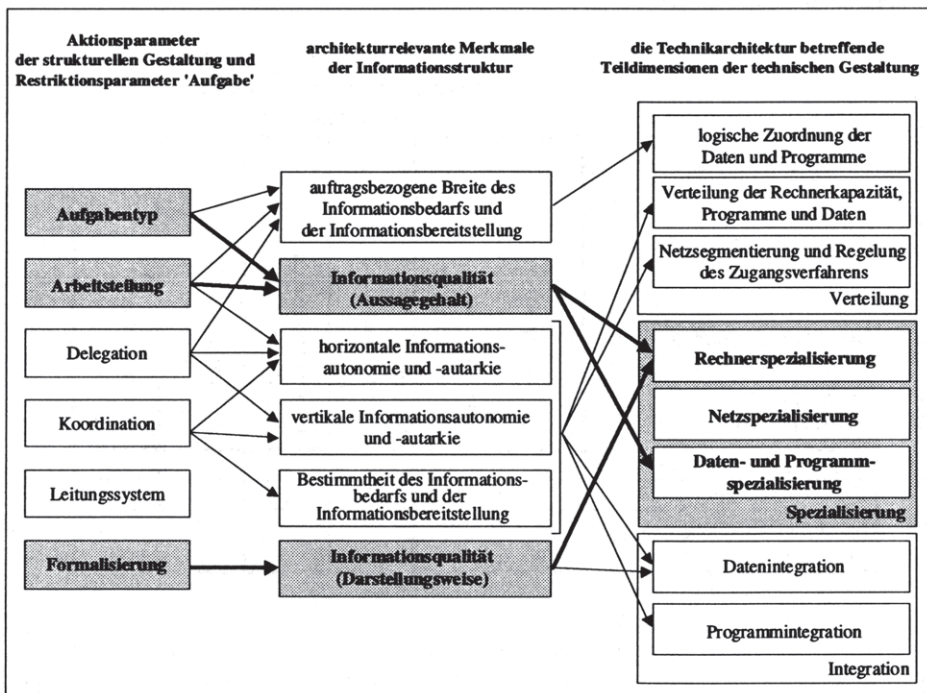 Aktionsparameter
der strukturellen Gestaltung und
Restriktionsparameter 'Aufgabe'
architekturrelevante Merkmale
der Informationsstruktur
die Technikarchitektur betreffende
Teildimensionen der technischen Gestaltung
Aufgabentyp
Arbeitsteilung
Delegation
Koordination
Leitungssystem
Formalisierung
auftragsbezogene Breite des
Informationsbedarfs und
der Informationsbereitstellung
Informationsqualität
(Aussagegehalt)
horizontale Informations-
autonomie und -autarkie
vertikale Informationsautonomie
und -autarkie
Bestimmtheit des Informations-
bedarfs und der
Informationsbereitstellung
Informationsqualität
(Darstellungsweise)
logische Zuordnung der
Daten und Programme
Verteilung der Rechnerkapazität,
Programme und Daten
Netzsegmentierung und Regelung
des Zugangsverfahrens
Verteilung
Rechnerspezialisierung
Netzspezialisierung
Daten- und Programm-
spezialisierung
Spezialisierung
Datenintegration
Programmintegration
Integration